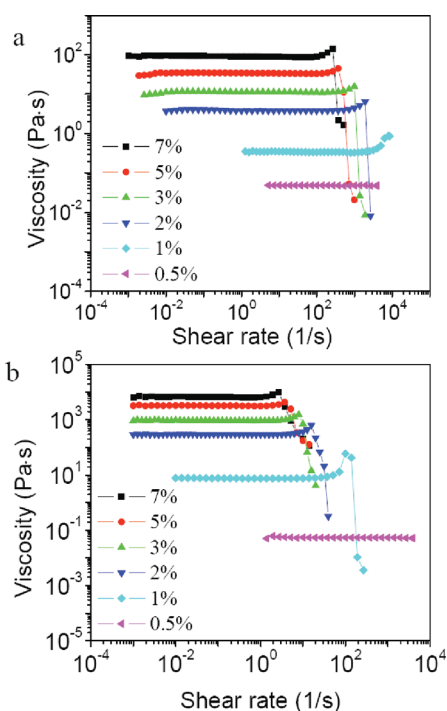 a
Viscosity (Pa·s)
10^2
10^0
10^-2
10^-4
7%
5%
3%
2%
1%
0.5%
10^-4 10^-2 10^0 10^2 10^4
Shear rate (1/s)
b
Viscosity (Pa·s)
10^5
10^3
10^1
10^-1
10^-3
10^-5
7%
5%
3%
2%
1%
0.5%
10^-4 10^-2 10^0 10^2 10^4
Shear rate (1/s)